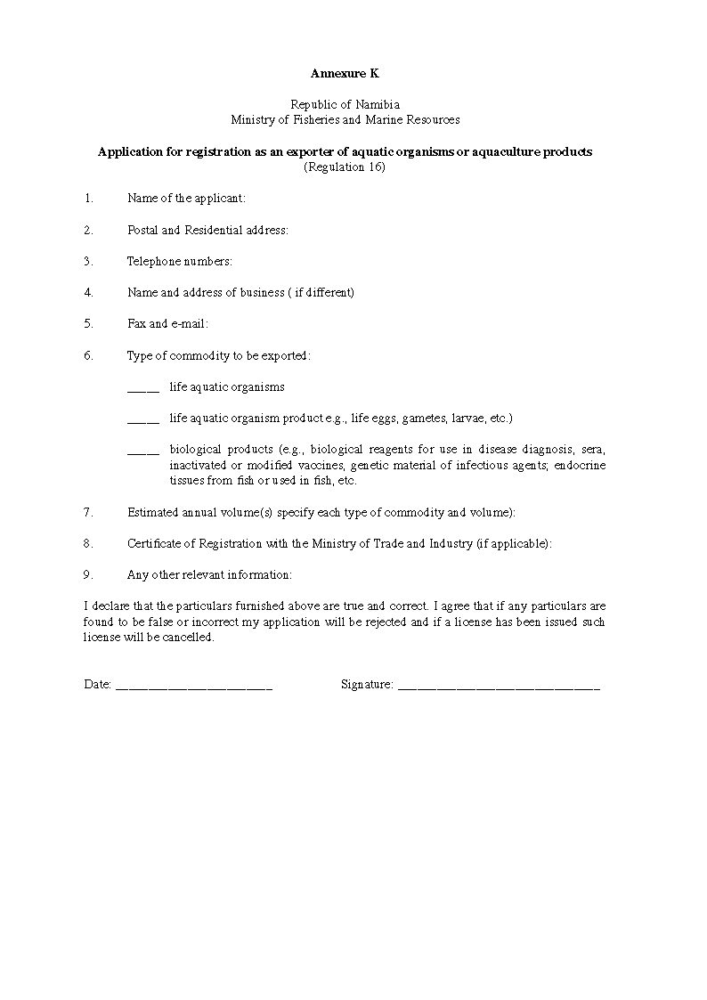 Annexure K
Republic of Namibia
Ministry of Fisheries and Marine Resources
Application for registration as an exporter of aquatic organisms or aquaculture products
(Regulation 16)
1. Name of the applicant:
2. Postal and Residential address:
3. Telephone numbers:
4. Name and address of business ( if different)
5. Fax and e-mail:
6. Type of commodity to be exported:
_____ life aquatic organisms
_____ life aquatic organism product e.g., life eggs, gametes, larvae, etc.)
_____ biological products (e.g., biological reagents for use in disease diagnosis, sera,
inactivated or modified vaccines, genetic material of infectious agents; endocrine
tissues from fish or used in fish, etc.
7. Estimated annual volume(s) specify each type of commodity and volume):
8. Certificate of Registration with the Ministry of Trade and Industry (if applicable):
9. Any other relevant information:
I declare that the particulars furnished above are true and correct. I agree that if any particulars are
found to be false or incorrect my application will be rejected and if a license has been issued such
license will be cancelled.
Date: ________________________ Signature: _______________________________